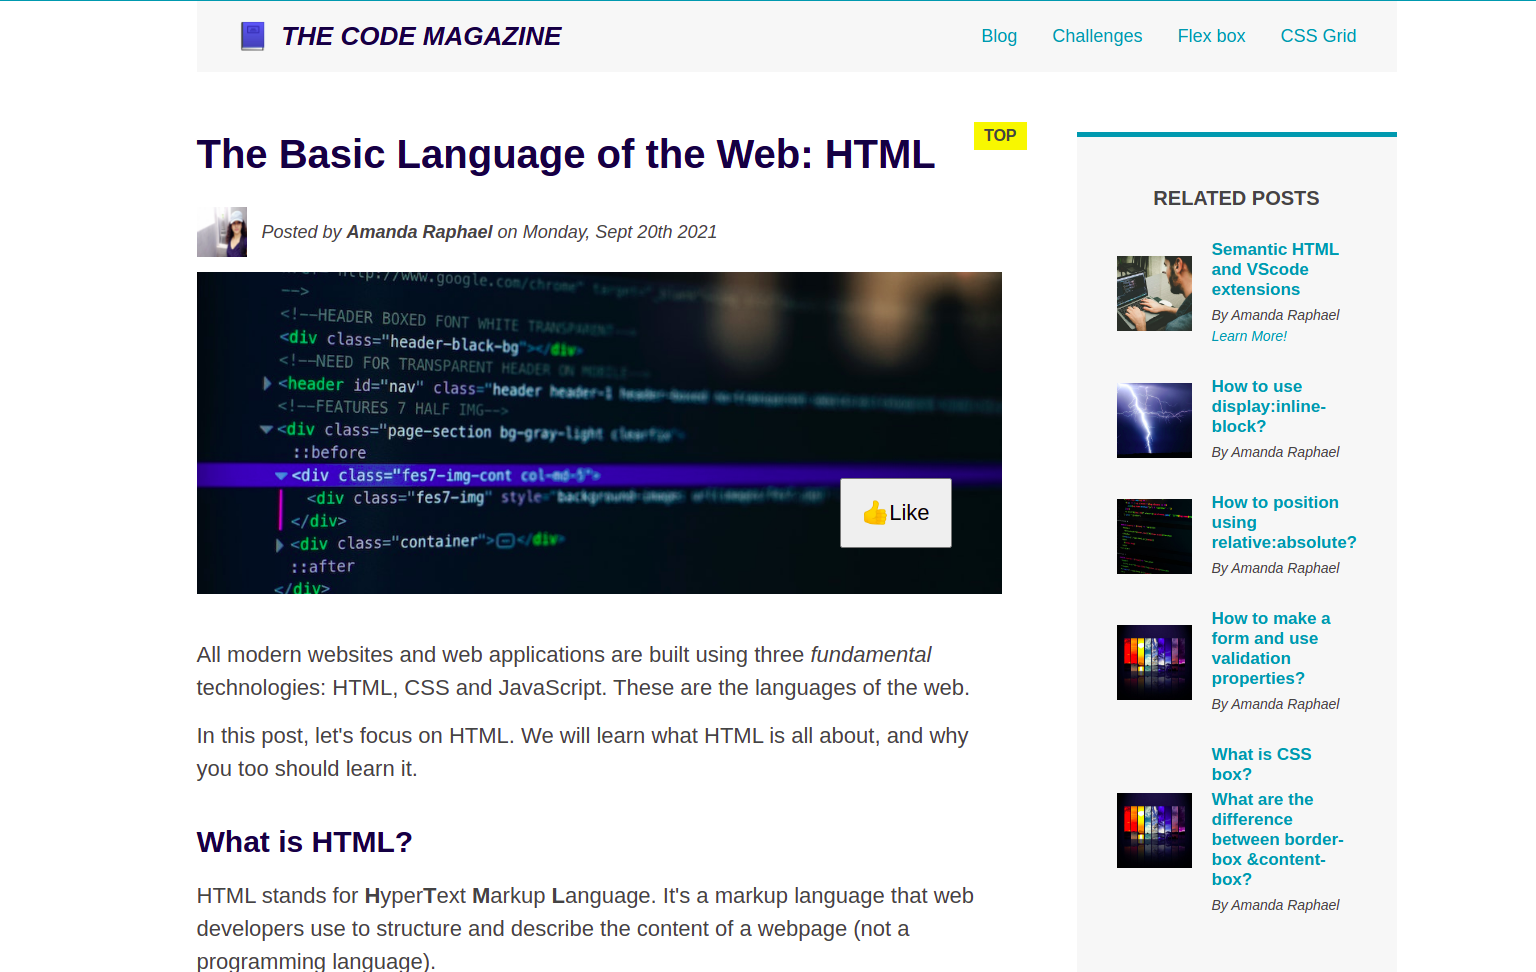 THE CODE MAGAZINE
Blog Challenges Flex box CSS Grid
The Basic Language of the Web: HTML
TOP
Posted by Amanda Raphael on Monday, Sept 20th 2021
http://www.google.com/chrome"
-->
<!--HEADER BOXED FONT WHITE TRANSPARENT-->
<div class="header-black-bg"></div>
<!--NEED FOR TRANSPARENT HEADER ON MOBILE-->
<header id="nav" class="header header-1
<!--FEATURES 7 HALF IMG-->
<div class="page-section bg-gray-light clearfix">
::before
<div class="fes7-img-cont col-md-5">
<div class="fes7-img" style=
</div>
<div class="container"></div>
::after
</div>
👍Like
All modern websites and web applications are built using three fundamental
technologies: HTML, CSS and JavaScript. These are the languages of the web.
In this post, let's focus on HTML. We will learn what HTML is all about, and why
you too should learn it.
What is HTML?
HTML stands for HyperText Markup Language. It's a markup language that web
developers use to structure and describe the content of a webpage (not a
programming language).
RELATED POSTS
Semantic HTML
and VScode
extensions
By Amanda Raphael
Learn More!
How to use
display:inline-
block?
By Amanda Raphael
How to position
using
relative:absolute?
By Amanda Raphael
How to make a
form and use
validation
properties?
By Amanda Raphael
What is CSS
box?
What are the
difference
between border-
box &content-
box?
By Amanda Raphael